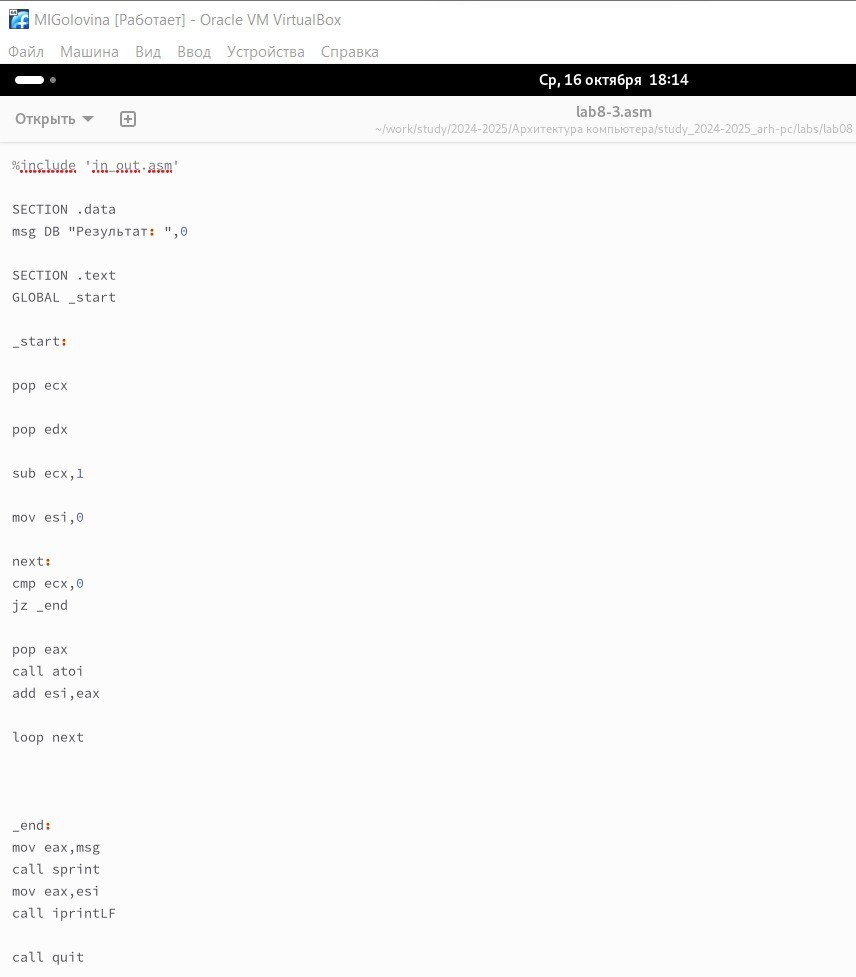 MIGolovina [Работает] - Oracle VM VirtualBox
Файл Машина Вид Ввод Устройства Справка
Ср, 16 октября 18:14
Открыть
lab8-3.asm
~/work/study/2024-2025/Архитектура компьютера/study_2024-2025_arh-pc/labs/lab08
%include 'in_out.asm'
SECTION .data
msg DB "Результат: ",0
SECTION .text
GLOBAL _start
_start:
pop ecx
pop edx
sub ecx,1
mov esi,0
next:
cmp ecx,0
jz _end
pop eax
call atoi
add esi,eax
loop next
_end:
mov eax,msg
call sprint
mov eax,esi
call iprintLF
call quit